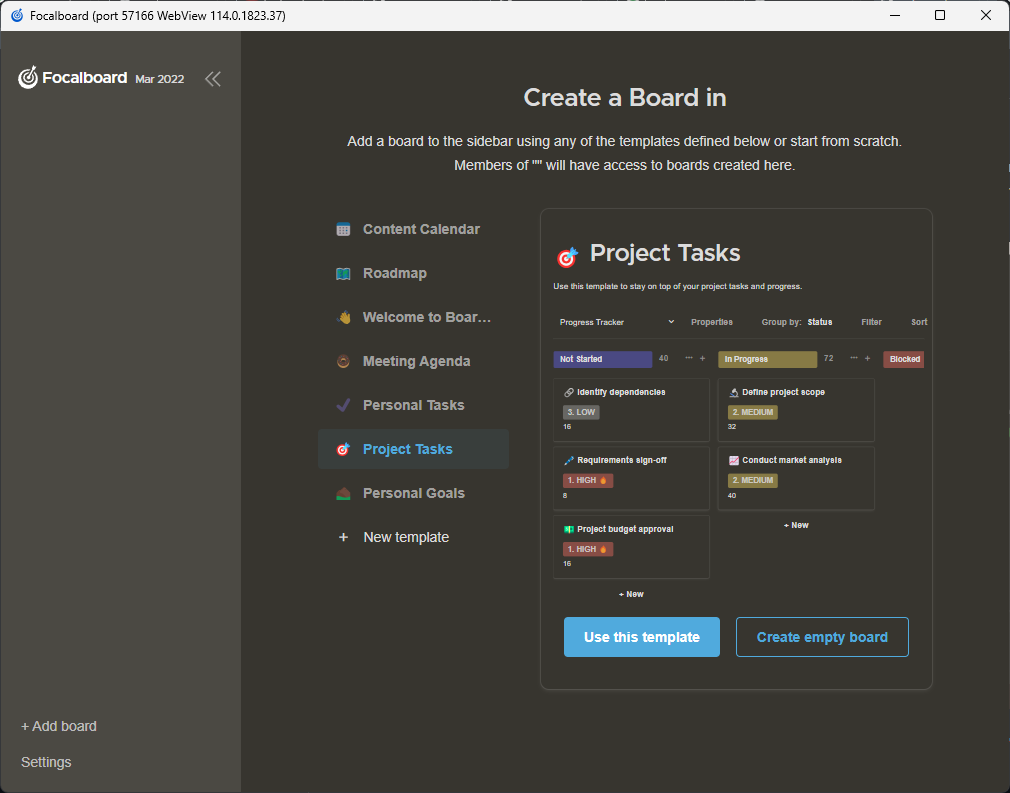 Focalboard (port 57166 WebView 114.0.1823.37)
Focalboard Mar 2022
Create a Board in
Add a board to the sidebar using any of the templates defined below or start from scratch.
Members of "" will have access to boards created here.
Content Calendar
Roadmap
Welcome to Boar...
Meeting Agenda
Personal Tasks
Project Tasks
Personal Goals
+ New template
Project Tasks
Use this template to stay on top of your project tasks and progress.
Progress Tracker Properties Group by: Status Filter Sort
Not Started 40 ··· + In Progress 72 ··· + Blocked
Identify dependencies
3. LOW
16
Requirements sign-off
1. HIGH 🔥
8
Project budget approval
1. HIGH 🔥
16
+ New
Define project scope
2. MEDIUM
32
Conduct market analysis
2. MEDIUM
40
+ New
Use this template
Create empty board
+ Add board
Settings